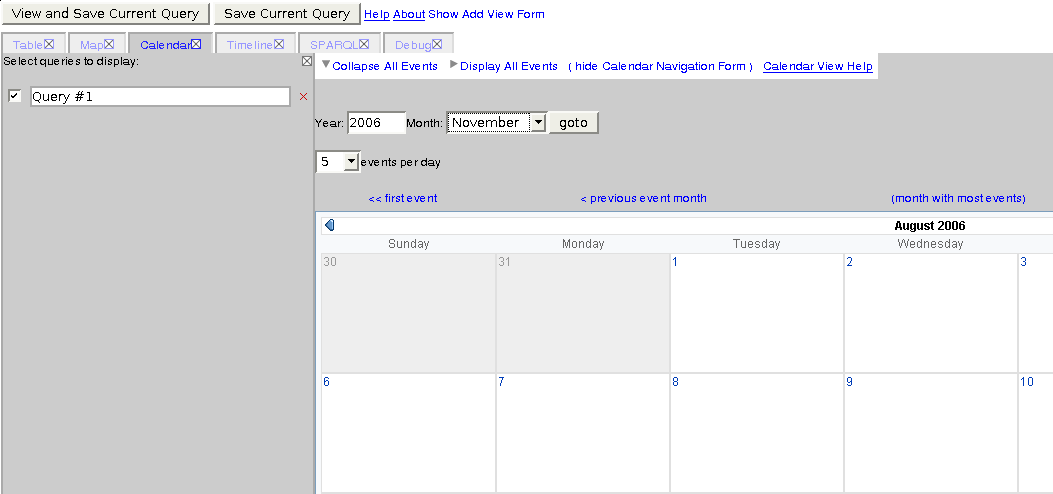 View and Save Current Query Save Current Query Help About Show Add View Form
Table Map Calendar Timeline SPARQL Debug
Select queries to display:
Query #1
Collapse All Events Display All Events ( hide Calendar Navigation Form ) Calendar View Help
Year: 2006 Month: November goto
5 events per day
<< first event < previous event month (month with most events)
August 2006
Sunday Monday Tuesday Wednesday
30 31 1 2 3
6 7 8 9 10